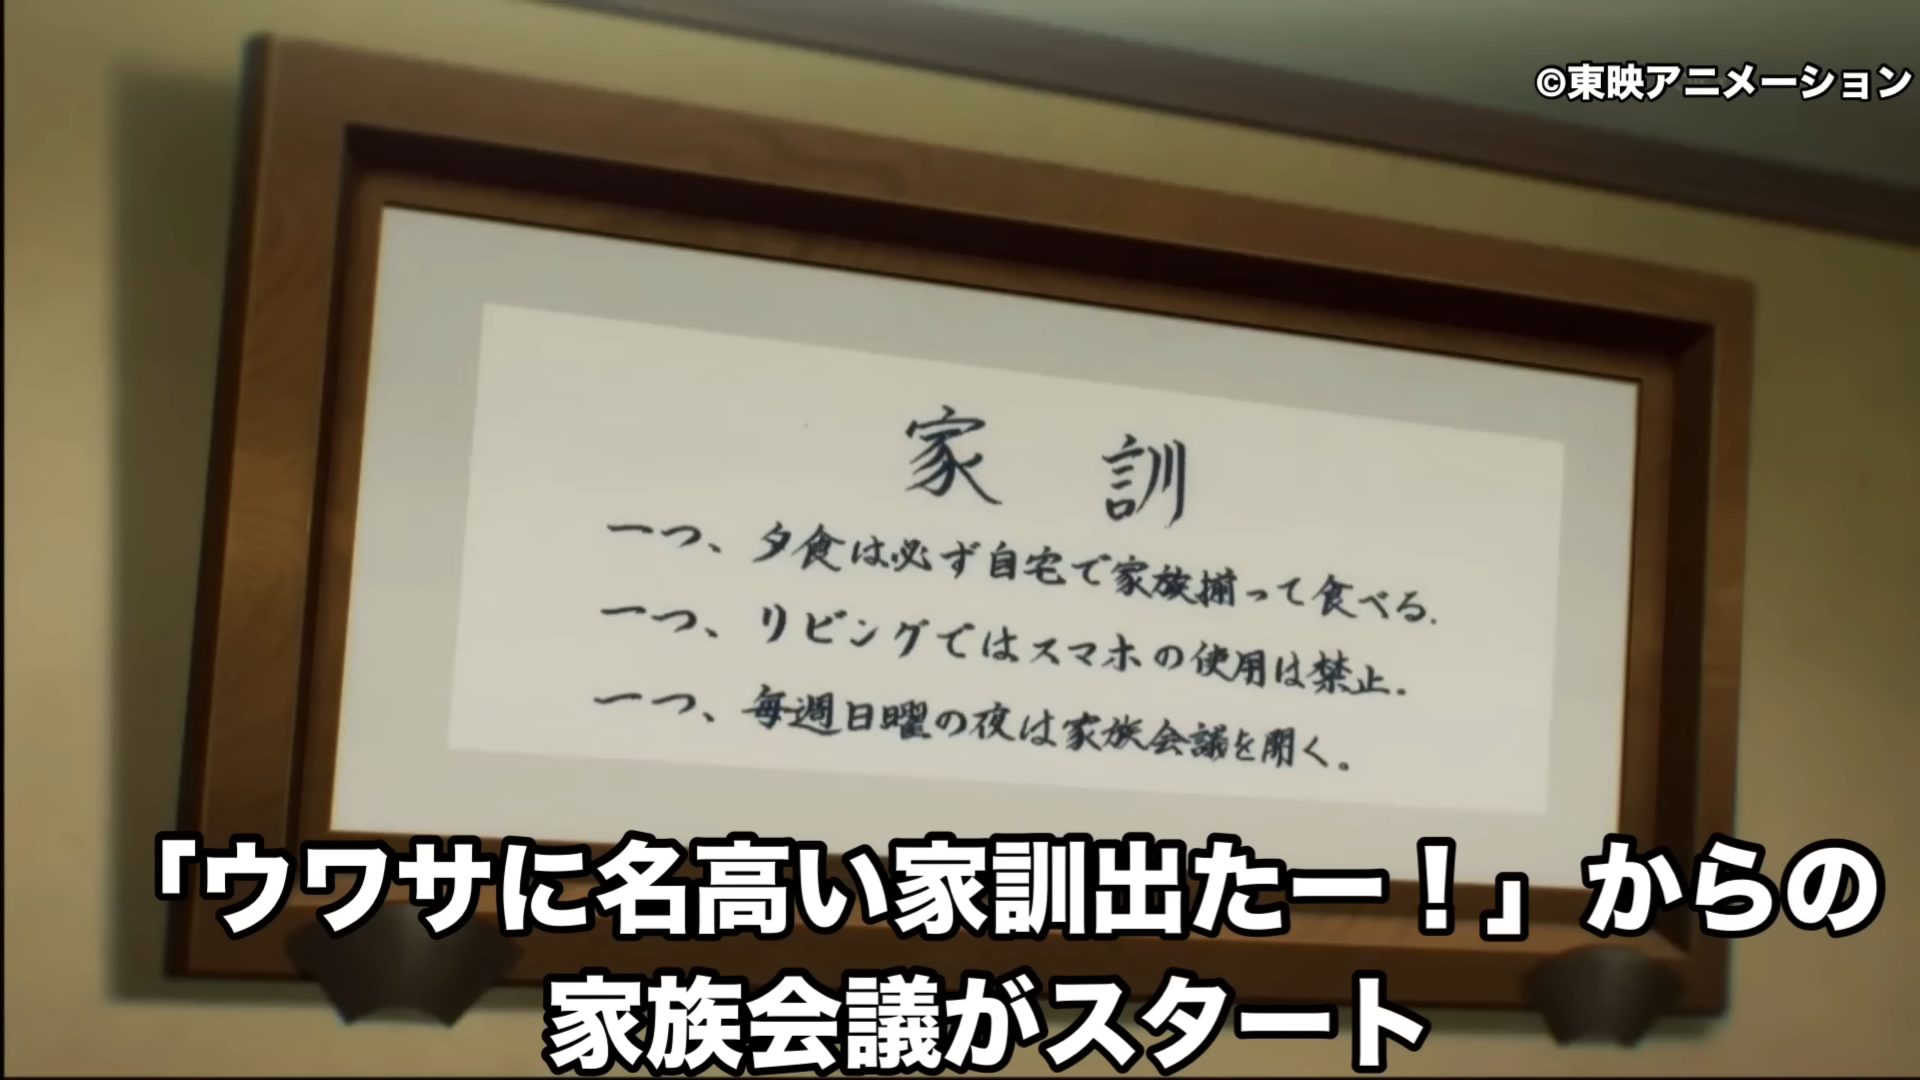 ©東映アニメーション
家訓
一つ、夕食は必ず自宅で家族揃って食べる.
一つ、リビングではスマホの使用は禁止.
一つ、毎週日曜の夜は家族会議を開く。
「ウワサに名高い家訓出たー！」からの
家族会議がスタート